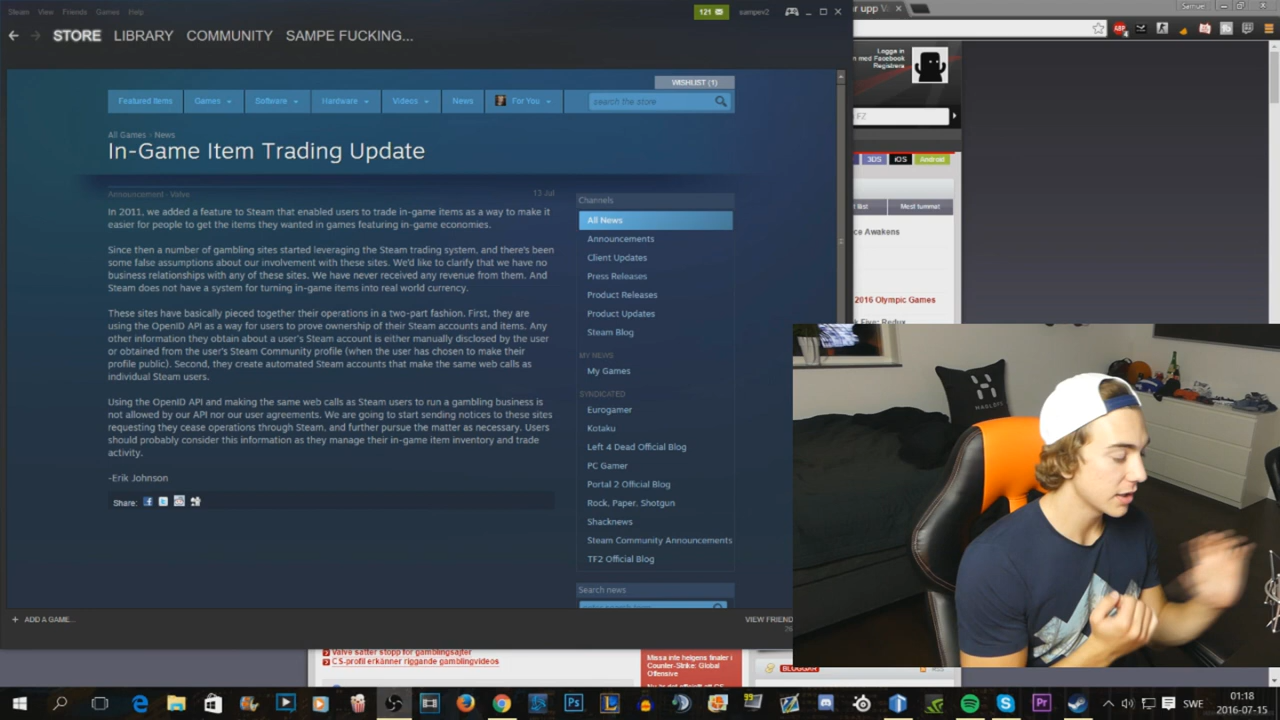 Steam View Friends Games Help
121
sampev2
STORE LIBRARY COMMUNITY SAMPE FUCKING...
WISHLIST (1)
Featured Items Games Software Hardware Videos News For You search the store
All Games › News
In-Game Item Trading Update
Announcement - Valve 13 Jul
In 2011, we added a feature to Steam that enabled users to trade in-game items as a way to make it
easier for people to get the items they wanted in games featuring in-game economies.
Since then a number of gambling sites started leveraging the Steam trading system, and there's been
some false assumptions about our involvement with these sites. We'd like to clarify that we have no
business relationships with any of these sites. We have never received any revenue from them. And
Steam does not have a system for turning in-game items into real world currency.
These sites have basically pieced together their operations in a two-part fashion. First, they are
using the OpenID API as a way for users to prove ownership of their Steam accounts and items. Any
other information they obtain about a user's Steam account is either manually disclosed by the user
or obtained from the user's Steam Community profile (when the user has chosen to make their
profile public). Second, they create automated Steam accounts that make the same web calls as
individual Steam users.
Using the OpenID API and making the same web calls as Steam users to run a gambling business is
not allowed by our API nor our user agreements. We are going to start sending notices to these sites
requesting they cease operations through Steam, and further pursue the matter as necessary. Users
should probably consider this information as they manage their in-game item inventory and trade
activity.
-Erik Johnson
Share:
Channels
All News
Announcements
Client Updates
Press Releases
Product Releases
Product Updates
Steam Blog
MY NEWS
My Games
SYNDICATED
Eurogamer
Kotaku
Left 4 Dead Official Blog
PC Gamer
Portal 2 Official Blog
Rock, Paper, Shotgun
Shacknews
Steam Community Announcements
TF2 Official Blog
Search news
+ ADD A GAME...
VIEW FRIEND
upp
Samue
ABP
4
Logga in
n med Facebook
Registrera
FZ
3DS iOS Android
t list Mest tummat
ce Awakens
2016 Olympic Games
Five: Redux
Valve sätter stopp för gamblingsajter
CS-profil erkänner riggande gamblingvideos
Missa inte helgens finaler i
Counter-Strike: Global
Offensive
BLOGGAR
99
01:18
SWE
2016-07-15